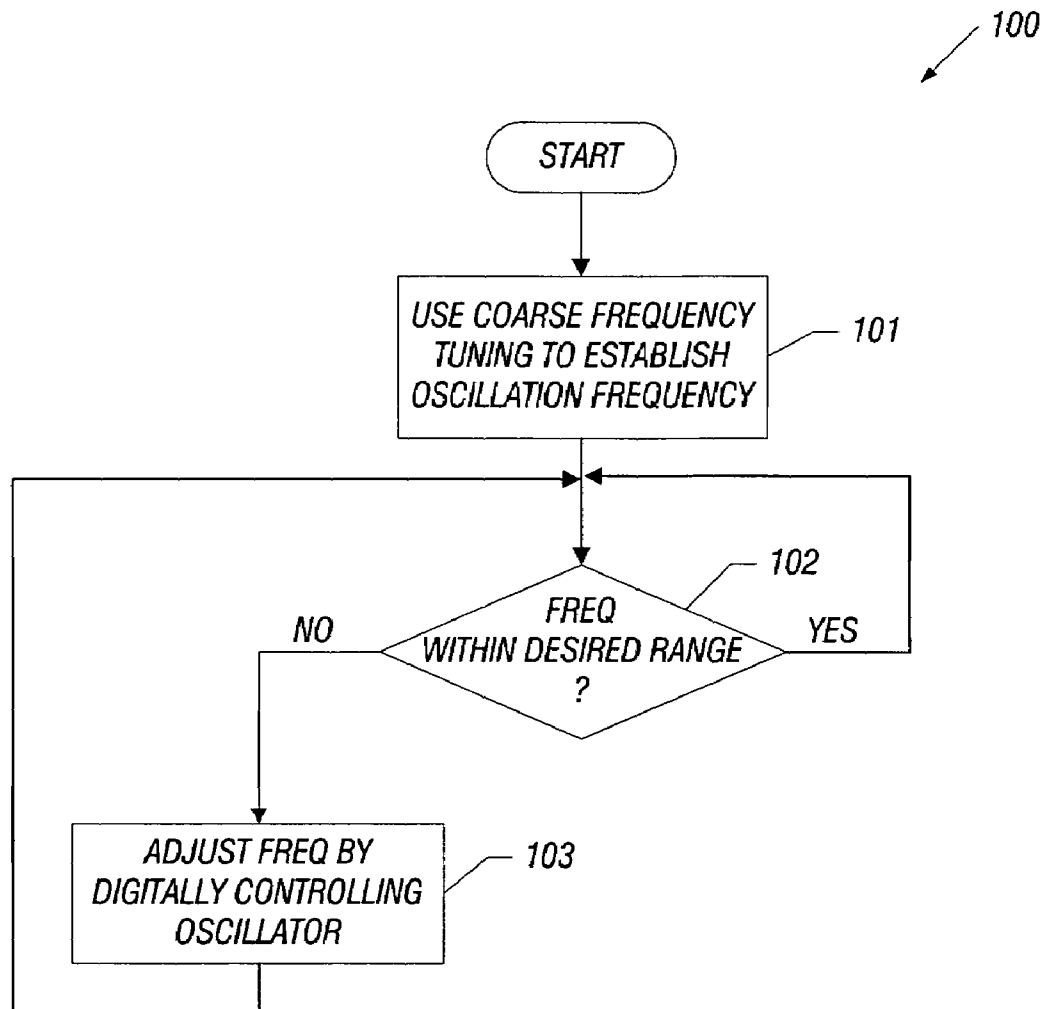 100
START
USE COARSE FREQUENCY
TUNING TO ESTABLISH
OSCILLATION FREQUENCY
101
102
FREQ
WITHIN DESIRED RANGE
?
NO
YES
ADJUST FREQ BY
DIGITALLY CONTROLLING
OSCILLATOR
103